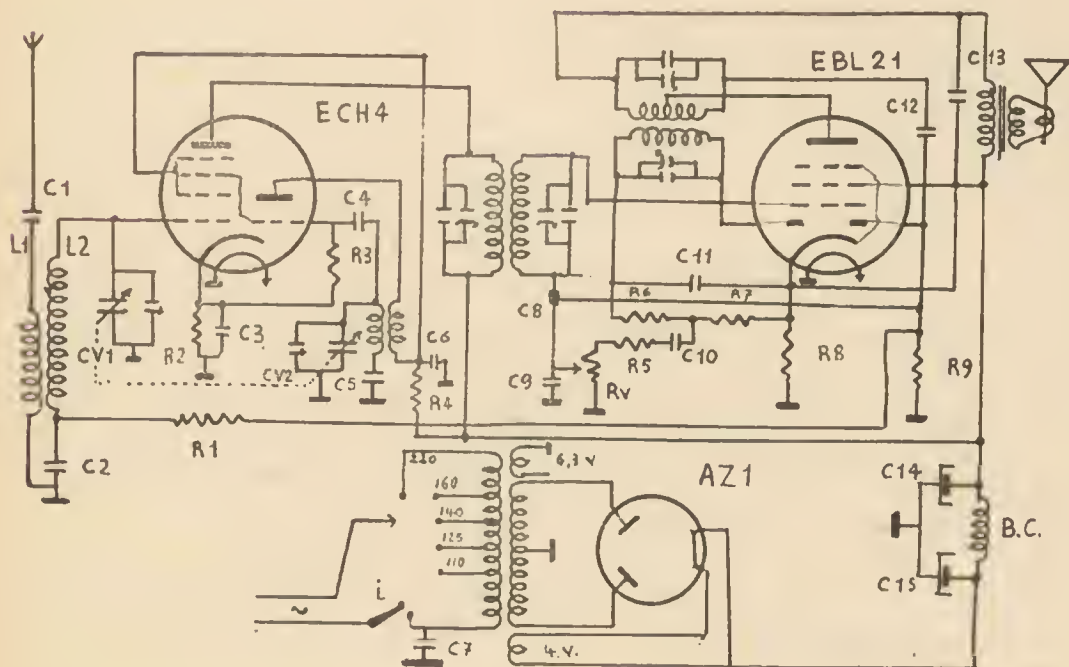 EBL21
C13
C12
ECH4
C1
C4
L1
L2
R3
C11
R6
R7
C8
C3
C6
CV1
R2
CV2
C5
R5
C10
R8
R9
C9
R4
RV
R1
C2
220
6,3 v
AZ1
C14
160
140
125
110
B.C.
C15
i
~
C7
4.V.